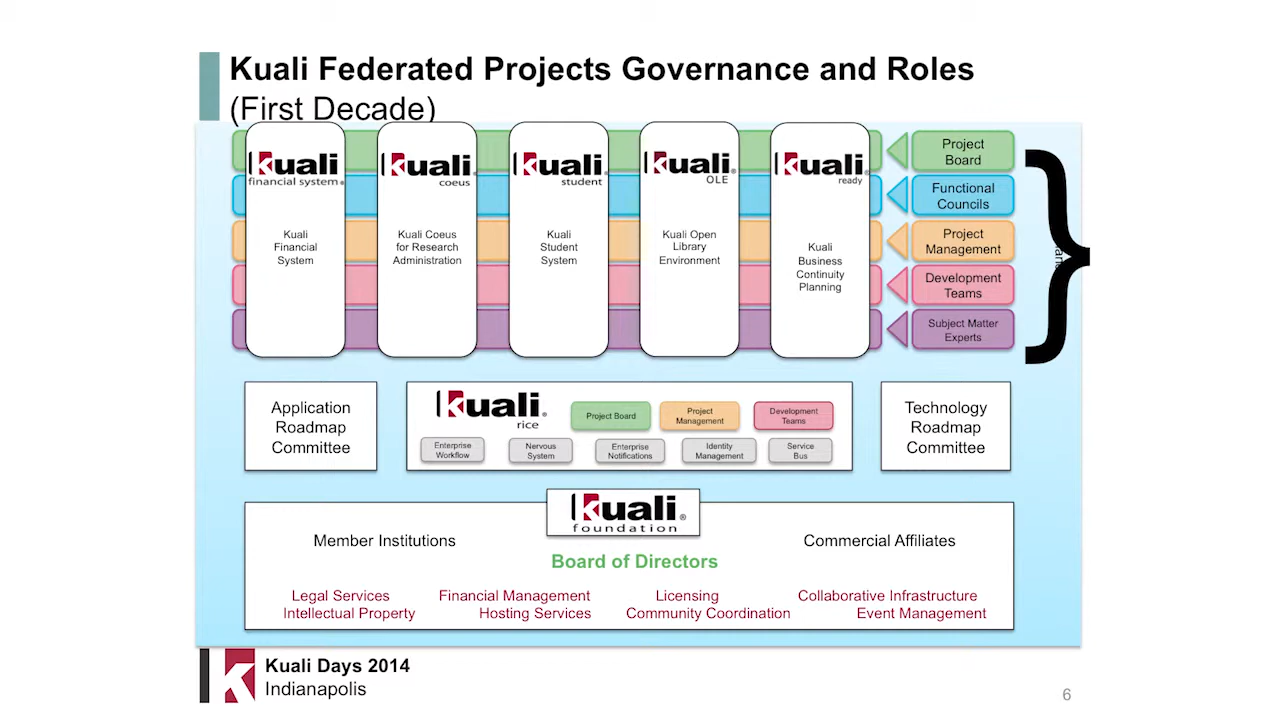 Kuali Federated Projects Governance and Roles
(First Decade)
Kuali®
financial system®
Kuali
Financial
System
Kuali®
coeus
Kuali Coeus
for Research
Administration
Kuali®
student
Kuali
Student
System
Kuali®
OLE
Kuali Open
Library
Environment
Kuali®
ready
Kuali
Business
Continuity
Planning
Project
Board
Functional
Councils
Project
Management
Development
Teams
Subject Matter
Experts
}
Application
Roadmap
Committee
Kuali®
rice
Project Board
Project
Management
Development
Teams
Enterprise
Workflow
Nervous
System
Enterprise
Notifications
Identity
Management
Service
Bus
Technology
Roadmap
Committee
Kuali®
foundation
Member Institutions
Commercial Affiliates
Board of Directors
Legal Services Financial Management Licensing Collaborative Infrastructure
Intellectual Property Hosting Services Community Coordination Event Management
Kuali Days 2014
Indianapolis
6